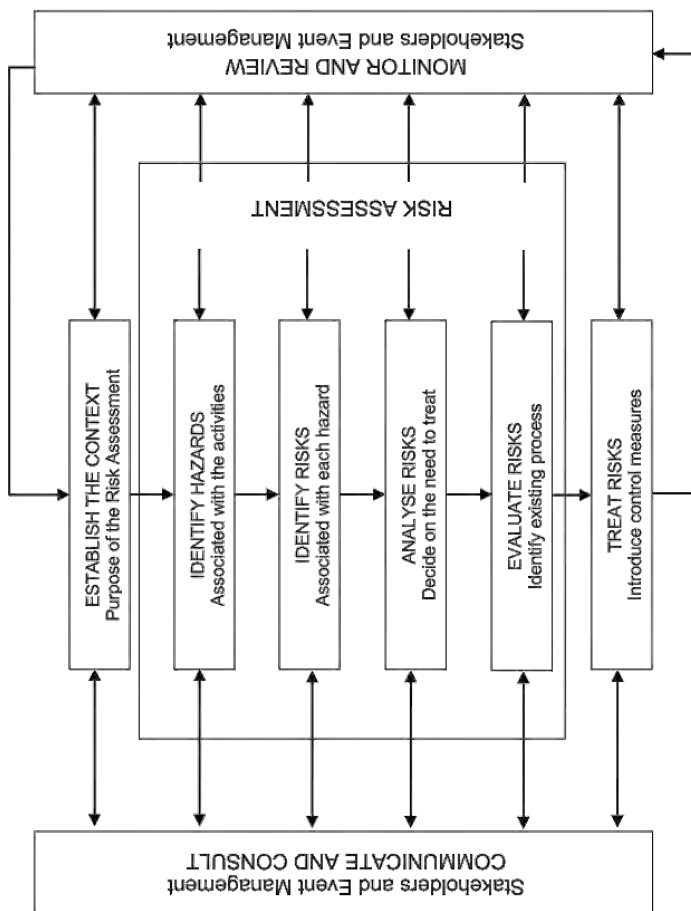 MONITOR AND REVIEW
Stakeholders and Event Management
RISK ASSESSMENT
ESTABLISH THE CONTEXT
Purpose of the Risk Assessment
IDENTIFY HAZARDS
Associated with the activities
IDENTIFY RISKS
Associated with each hazard
ANALYSE RISKS
Decide on the need to treat
EVALUATE RISKS
Identify existing process
TREAT RISKS
Introduce control measures
COMMUNICATE AND CONSULT
Stakeholders and Event Management